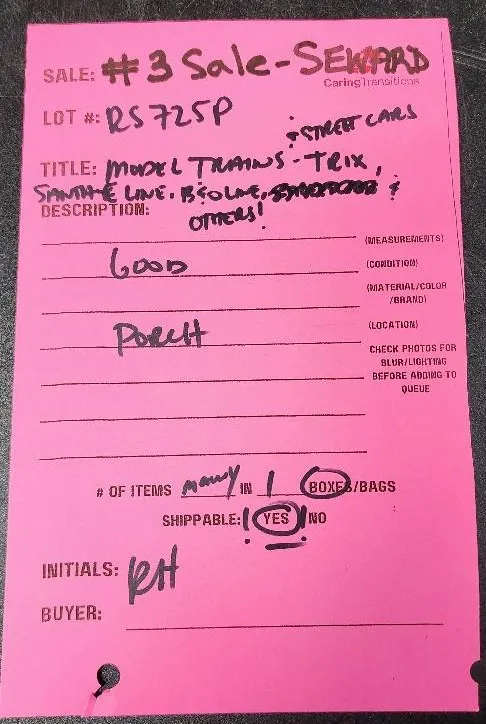 SALE: #3 Sale-SEWARD
CaringTransitions
LOT #: RS725P
+ STREET CARS
TITLE: MODEL TRAINS - TRIX,
SANTA FE LINE, B&O LINE, &
DESCRIPTION: OTHERS!
(MEASUREMENTS)
GOOD (CONDITION)
(MATERIAL/COLOR
/BRAND)
PORCH (LOCATION)
CHECK PHOTOS FOR
BLUR/LIGHTING
BEFORE ADDING TO
QUEUE
# OF ITEMS many IN 1 BOXES/BAGS
SHIPPABLE: ! YES ! NO
INITIALS: RH
BUYER: